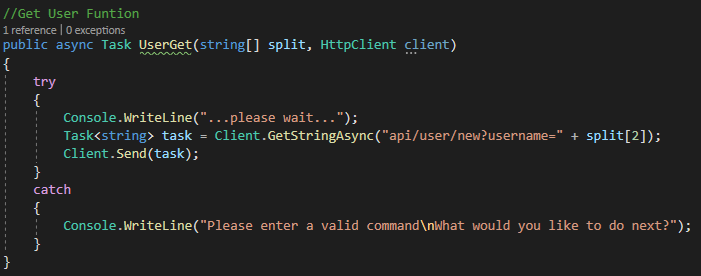 //Get User Funtion
1 reference | 0 exceptions
public async Task UserGet(string[] split, HttpClient client)
{
try
{
Console.WriteLine("...please wait...");
Task<string> task = Client.GetStringAsync("api/user/new?username=" + split[2]);
Client.Send(task);
}
catch
{
Console.WriteLine("Please enter a valid command\nWhat would you like to do next?");
}
}